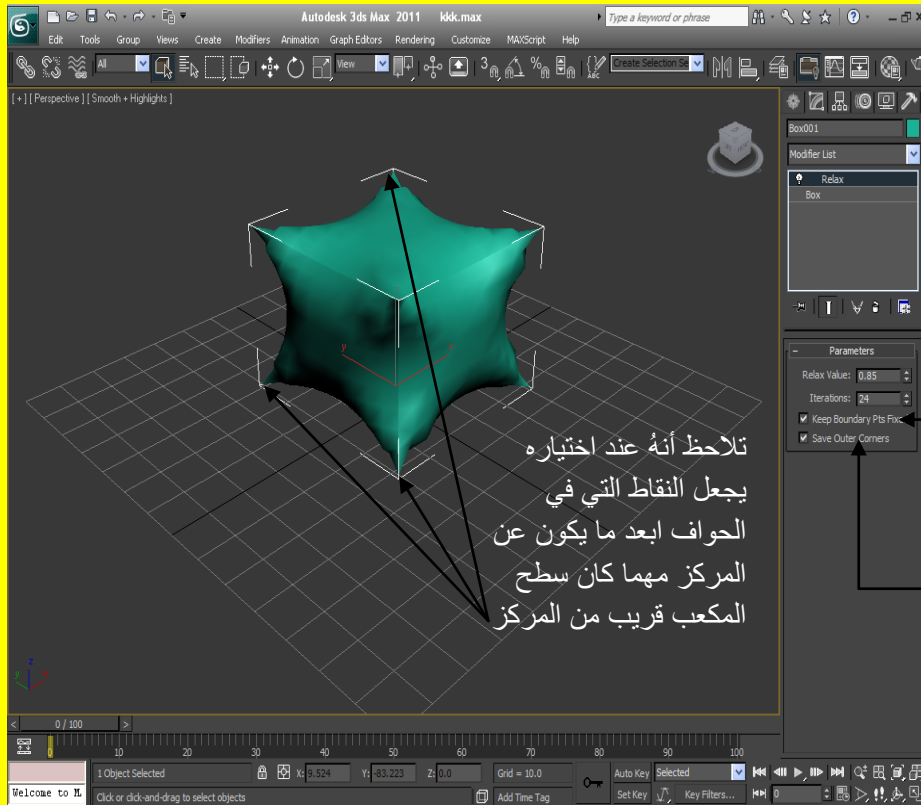 Autodesk 3ds Max 2011 kkk.max
Type a keyword or phrase
Edit Tools Group Views Create Modifiers Animation Graph Editors Rendering Customize MAXScript Help
All
View
Create Selection Se
[ + ] [ Perspective ] [ Smooth + Highlights ]
Box001
Modifier List
Relax
Box
Parameters
Relax Value: 0.85
Iterations: 24
Keep Boundary Pts Fixe
Save Outer Corners
تلاحظ أنهُ عند اختياره
يجعل النقاط التي في
الحواف ابعد ما يكون عن
المركز مهما كان سطح
المكعب قريب من المركز
x
y
z
0 / 100
0 10 20 30 40 50 60 70 80 90 100
1 Object Selected
X: 9.524 Y: -83.223 Z: 0.0
Grid = 10.0
Auto Key Selected
Welcome to M
Click or click-and-drag to select objects
Add Time Tag
Set Key Key Filters...
0